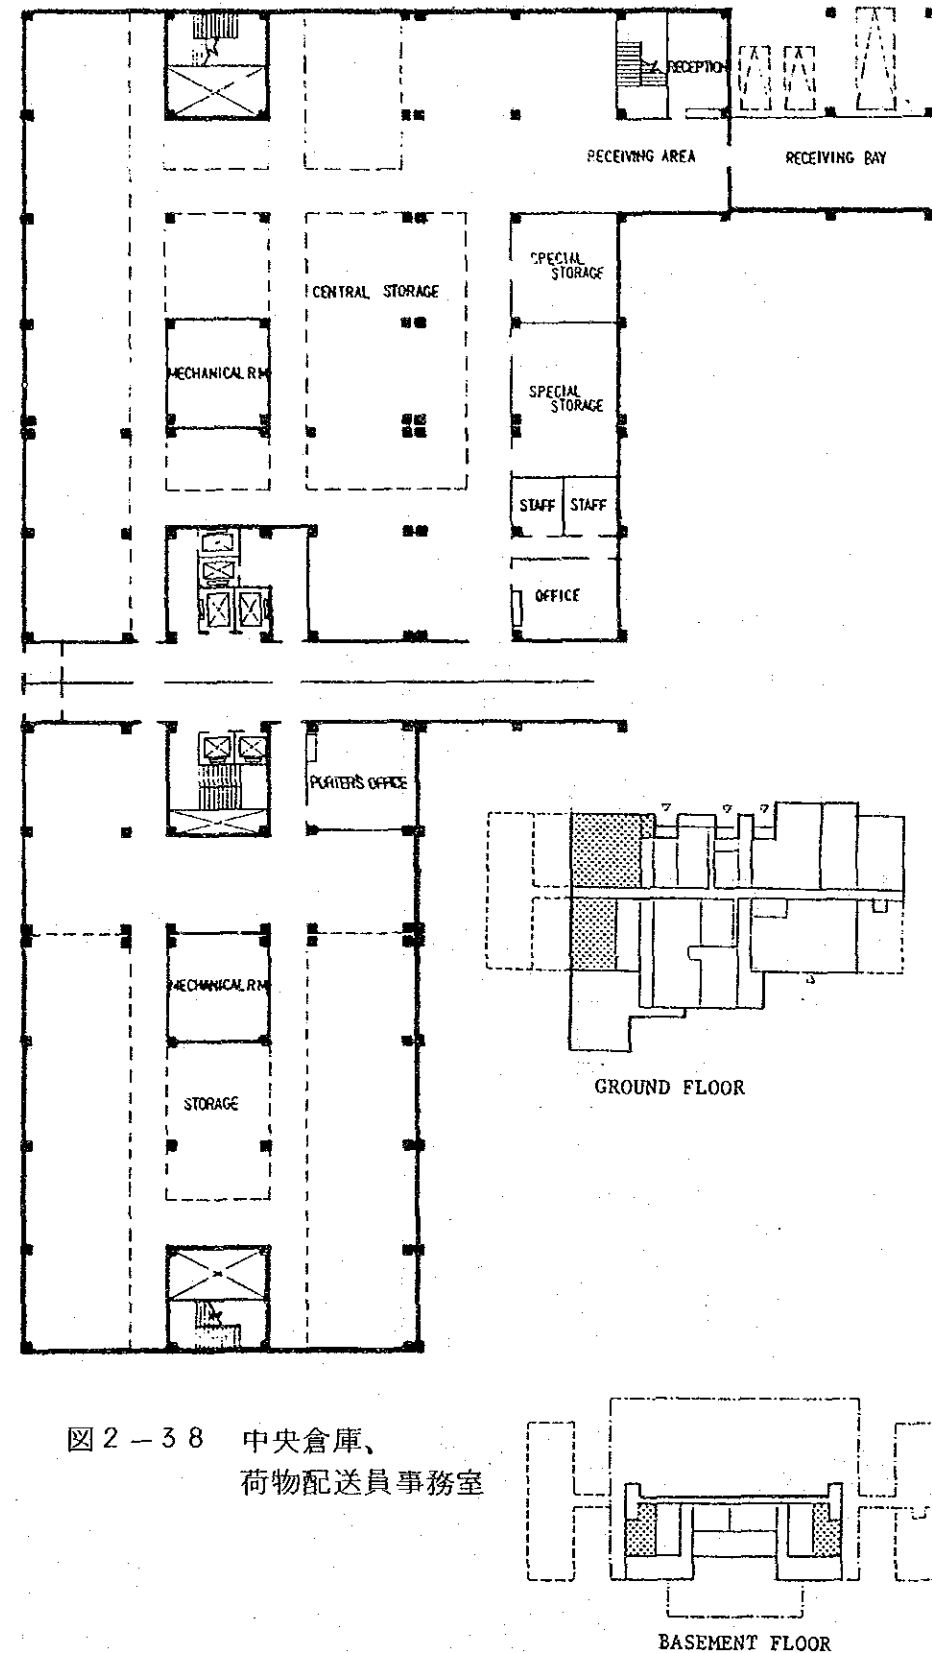 RECEPTION
RECEIVING AREA
RECEIVING BAY
SPECIAL
STORAGE
CENTRAL STORAGE
MECHANICAL RM
SPECIAL
STORAGE
STAFF
STAFF
OFFICE
PORTER'S OFFICE
MECHANICAL RM
STORAGE
GROUND FLOOR
図2-38 中央倉庫、
荷物配送員事務室
BASEMENT FLOOR